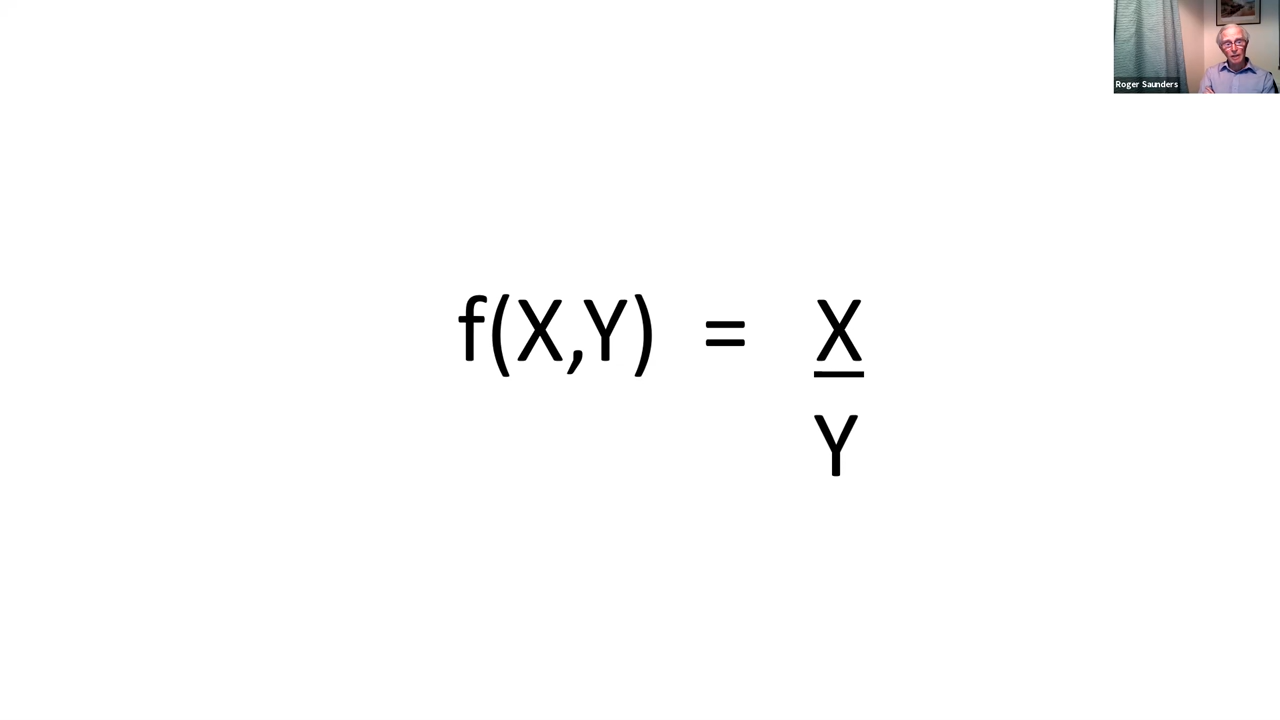 Roger Saunders
f(X,Y) = X
Y